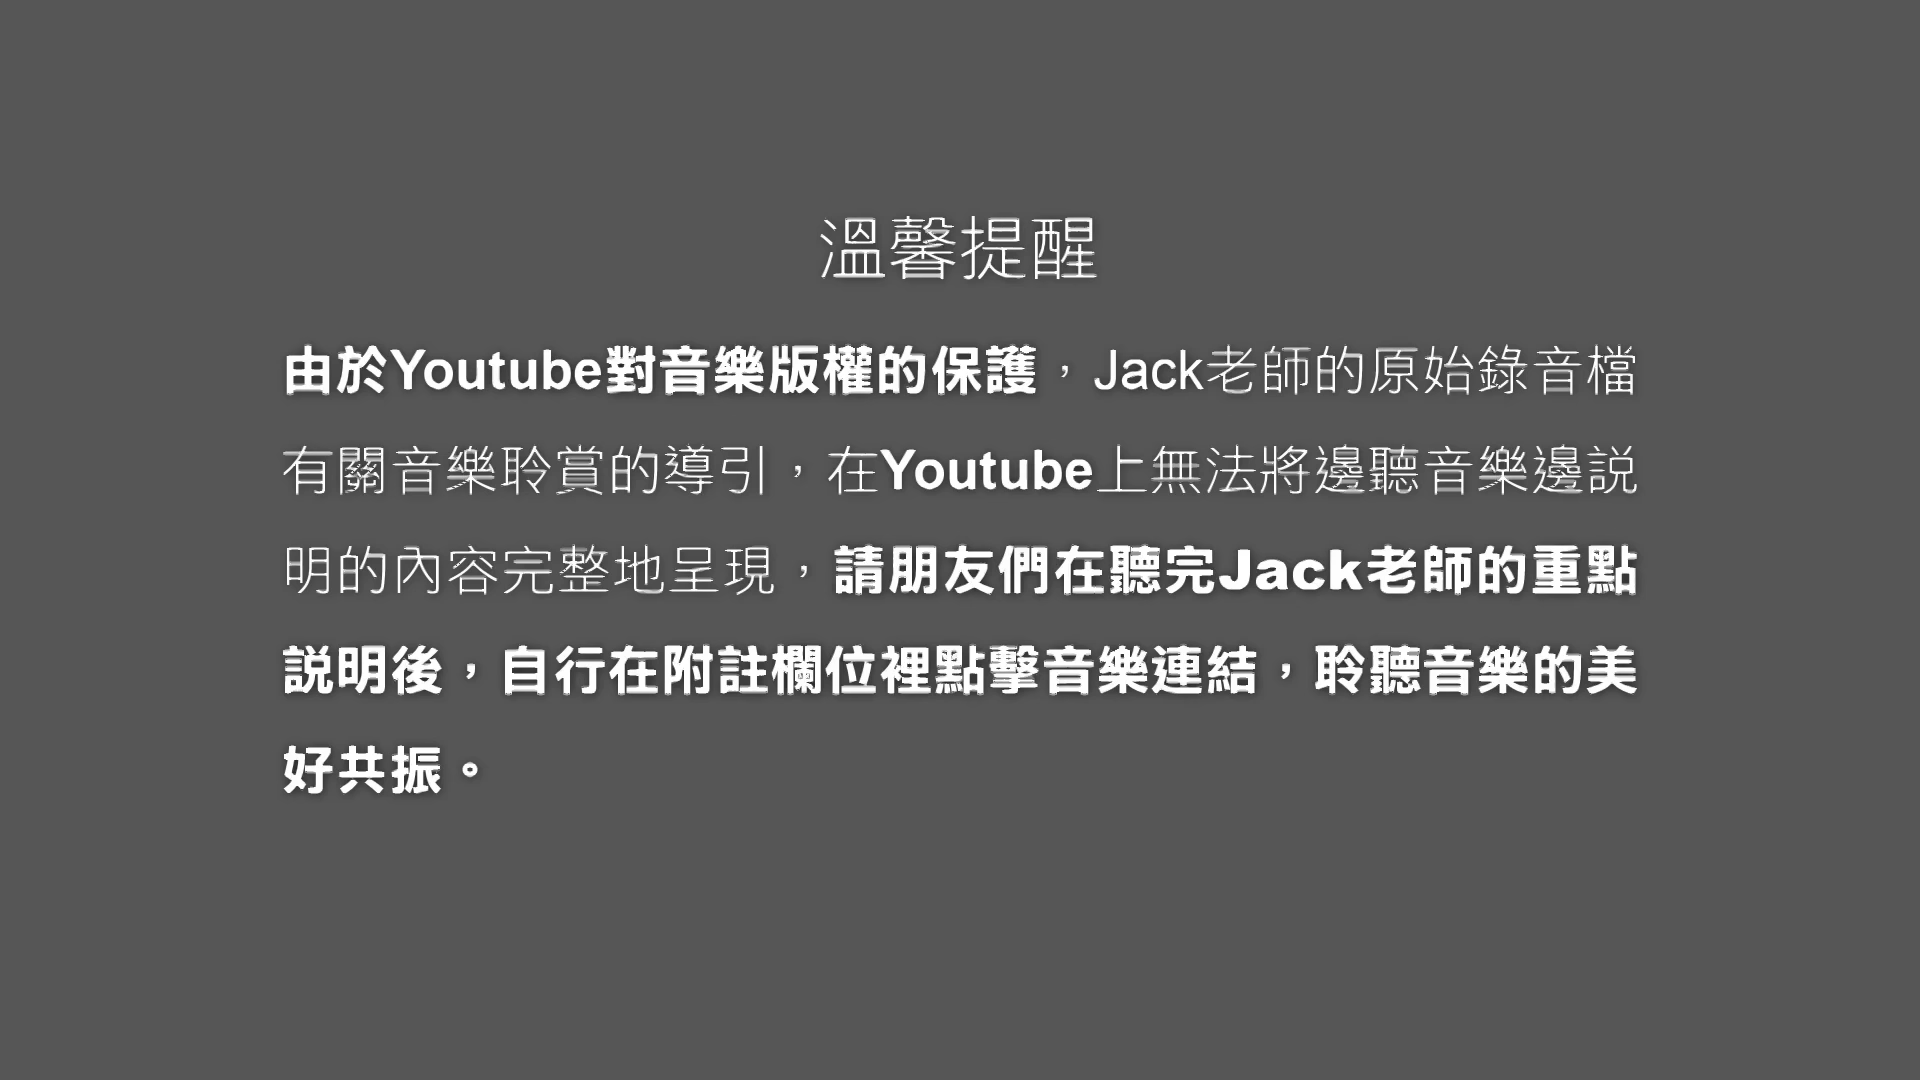 溫馨提醒
由於Youtube對音樂版權的保護，Jack老師的原始錄音檔
有關音樂聆賞的導引，在Youtube上無法將邊聽音樂邊説
明的內容完整地呈現，請朋友們在聽完Jack老師的重點
説明後，自行在附註欄位裡點擊音樂連結，聆聽音樂的美
好共振。